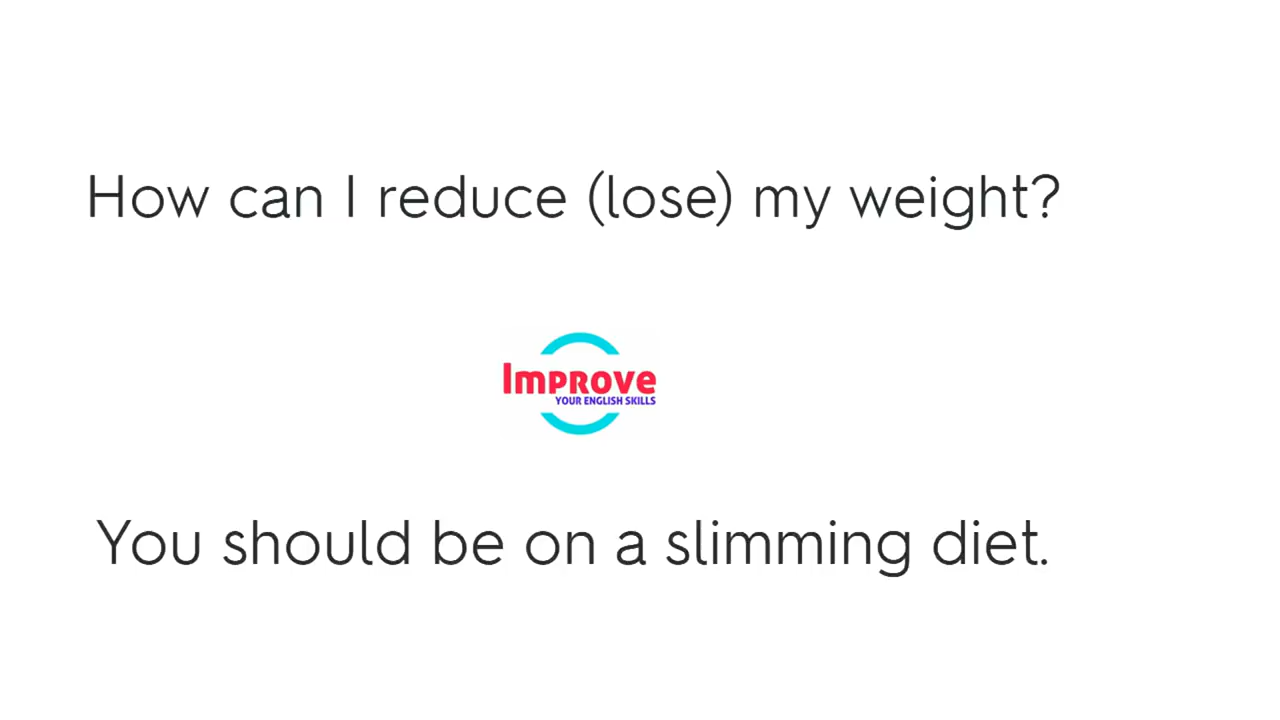 How can I reduce (lose) my weight?
Improve
YOUR ENGLISH SKILLS
You should be on a slimming diet.